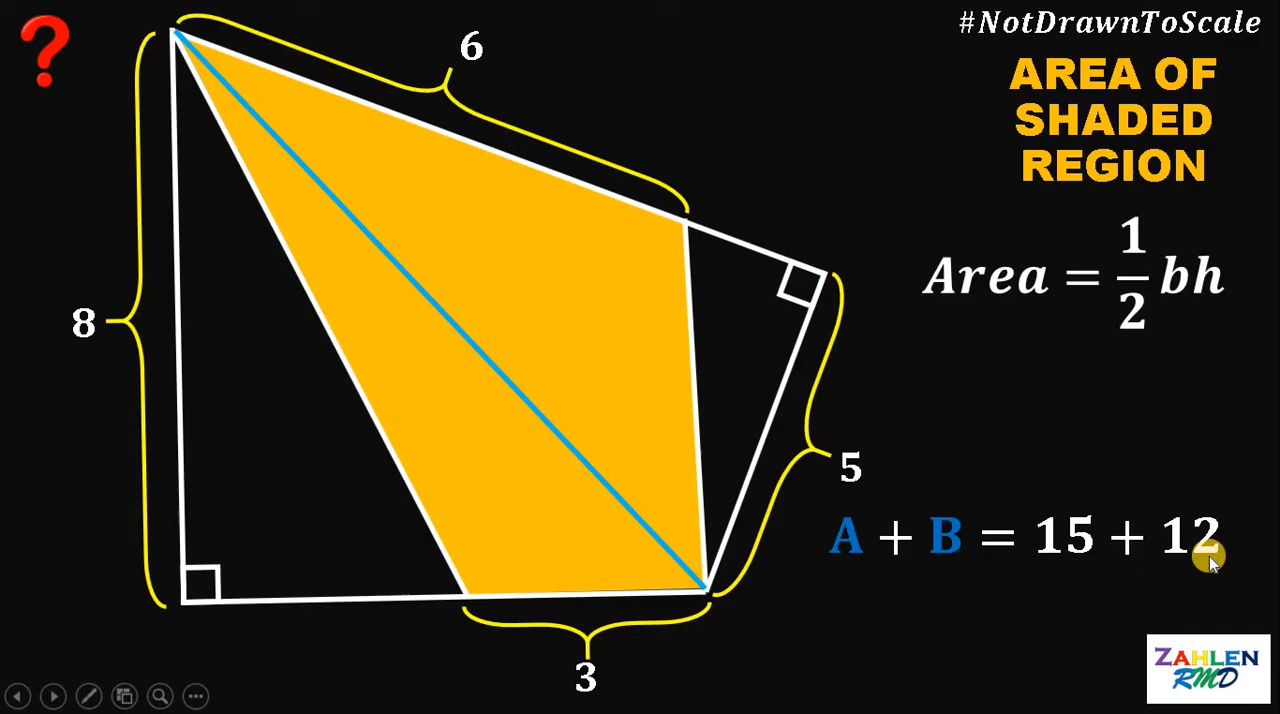 ❓
#NotDrawnToScale
6
AREA OF
SHADED
REGION
Area = 1/2 bh
8
5
A + B = 15 + 12
3
ZAHLEN
RMD